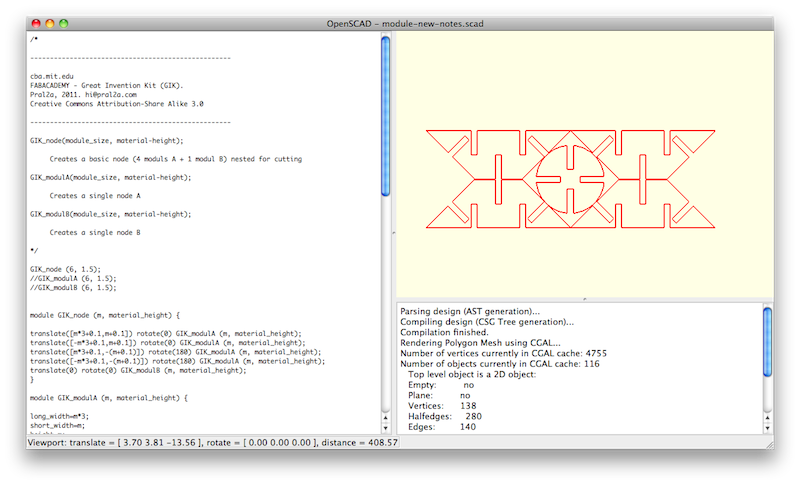 OpenSCAD – module-new-notes.scad
/*
--------------------------------------------------
cba.mit.edu
FABACADEMY - Great Invention Kit (GIK).
Pral2a, 2011. hi@pral2a.com
Creative Commons Attribution-Share Alike 3.0
--------------------------------------------------
GIK_node(module_size, material-height);
Creates a basic node (4 moduls A + 1 modul B) nested for cutting
GIK_modulA(module_size, material-height);
Creates a single node A
GIK_modulB(module_size, material-height);
Creates a single node B
*/
GIK_node (6, 1.5);
//GIK_modulA (6, 1.5);
//GIK_modulB (6, 1.5);
module GIK_node (m, material_height) {
translate([m*3+0.1,m+0.1]) rotate(0) GIK_modulA (m, material_height);
translate([-m*3+0.1,m+0.1]) rotate(0) GIK_modulA (m, material_height);
translate([m*3+0.1,-(m+0.1)]) rotate(180) GIK_modulA (m, material_height);
translate([-m*3+0.1,-(m+0.1)]) rotate(180) GIK_modulA (m, material_height);
translate(0) rotate(0) GIK_modulB (m, material_height);
}
module GIK_modulA (m, material_height) {
long_width=m*3;
short_width=m;
Parsing design (AST generation)...
Compiling design (CSG Tree generation)...
Compilation finished.
Rendering Polygon Mesh using CGAL...
Number of vertices currently in CGAL cache: 4755
Number of objects currently in CGAL cache: 116
Top level object is a 2D object:
Empty: no
Plane: no
Vertices: 138
Halfedges: 280
Edges: 140
Viewport: translate = [ 3.70 3.81 -13.56 ], rotate = [ 0.00 0.00 0.00 ], distance = 408.57